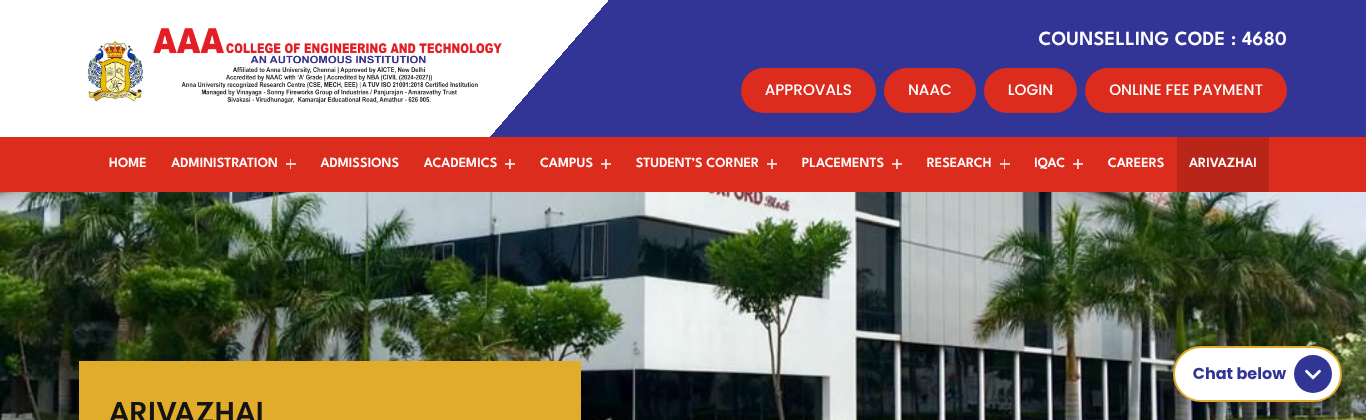 AAA COLLEGE OF ENGINEERING AND TECHNOLOGY
AN AUTONOMOUS INSTITUTION
Affiliated to Anna University, Chennai | Approved by AICTE, New Delhi
Accredited by NAAC with 'A' Grade | Accredited by NBA (CIVIL (2024-2027))
Anna University recognized Research Centre (CSE, MECH, EEE) | A TUV ISO 21001:2018 Certified Institution
Managed by Vinayaga - Sonny Fireworks Group of Industries / Panjurajan - Amaravathy Trust
Sivakasi - Virudhunagar, Kamarajar Educational Road, Amathur - 626 005.
COUNSELLING CODE : 4680
APPROVALS NAAC LOGIN ONLINE FEE PAYMENT
HOME ADMINISTRATION + ADMISSIONS ACADEMICS + CAMPUS + STUDENT'S CORNER + PLACEMENTS + RESEARCH + IQAC + CAREERS ARIVAZHAI
Block
Chat below
ARIVAZHAI